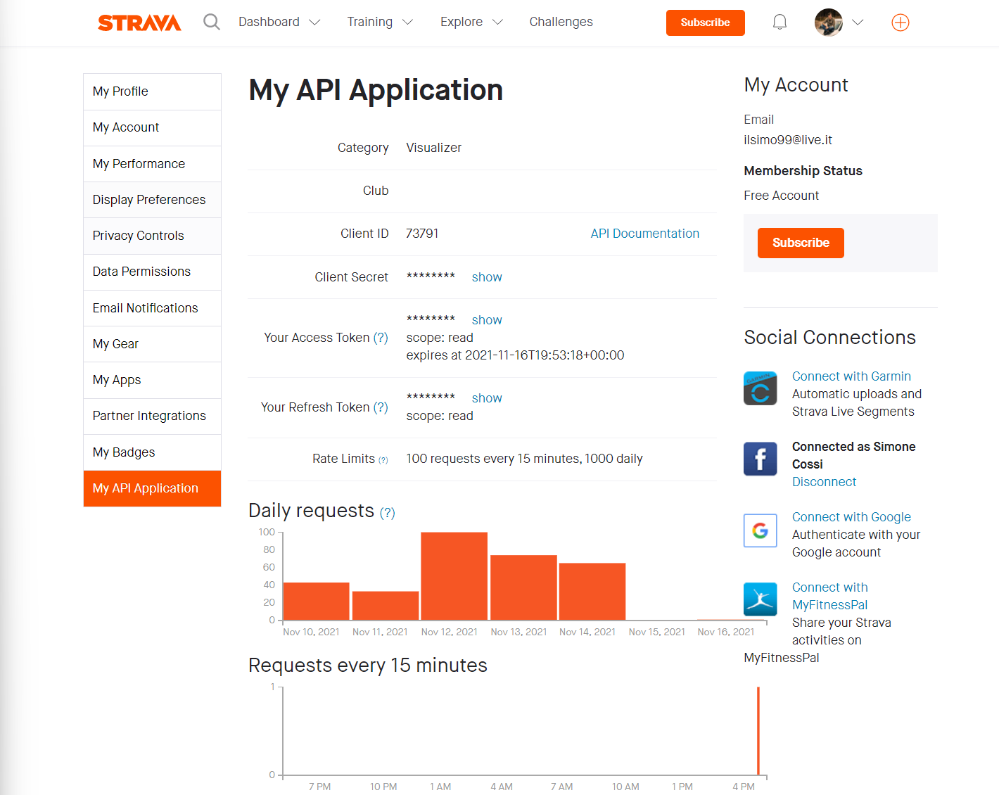 STRAVA Dashboard Training Explore Challenges Subscribe
My Profile
My Account
My Performance
Display Preferences
Privacy Controls
Data Permissions
Email Notifications
My Gear
My Apps
Partner Integrations
My Badges
My API Application
My API Application
Category Visualizer
Club
Client ID 73791 API Documentation
Client Secret ******** show
Your Access Token (?) ******** show
scope: read
expires at 2021-11-16T19:53:18+00:00
Your Refresh Token (?) ******** show
scope: read
Rate Limits (?) 100 requests every 15 minutes, 1000 daily
Daily requests (?)
100
80
60
40
20
0
Nov 10, 2021 Nov 11, 2021 Nov 12, 2021 Nov 13, 2021 Nov 14, 2021 Nov 15, 2021 Nov 16, 2021
Requests every 15 minutes
1
0
7 PM 10 PM 1 AM 4 AM 7 AM 10 AM 1 PM 4 PM
My Account
Email
ilsimo99@live.it
Membership Status
Free Account
Subscribe
Social Connections
GARMIN
Connect with Garmin
Automatic uploads and
Strava Live Segments
Connected as Simone
Cossi
Disconnect
Connect with Google
Authenticate with your
Google account
Connect with
MyFitnessPal
Share your Strava
activities on
MyFitnessPal